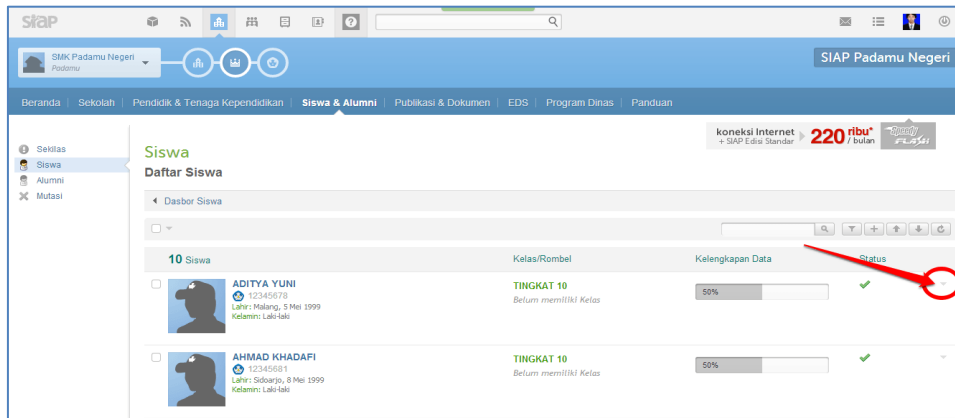 siap
SMK Padamu Negeri
Padamu
SIAP Padamu Negeri
Beranda | Sekolah | Pendidik & Tenaga Kependidikan | Siswa & Alumni | Publikasi & Dokumen | EDS | Program Dinas | Panduan
koneksi Internet
+ SIAP Edisi Standar
220 ribu* / bulan
Speedy
FLASH
Sekilas
Siswa
Alumni
Mutasi
Siswa
Daftar Siswa
Dasbor Siswa
10 Siswa Kelas/Rombel Kelengkapan Data Status
ADITYA YUNI
12345678
Lahir: Malang, 5 Mei 1999
Kelamin: Laki-laki
TINGKAT 10
Belum memiliki Kelas
50%
AHMAD KHADAFI
12345681
Lahir: Sidoarjo, 8 Mei 1999
Kelamin: Laki-laki
TINGKAT 10
Belum memiliki Kelas
50%